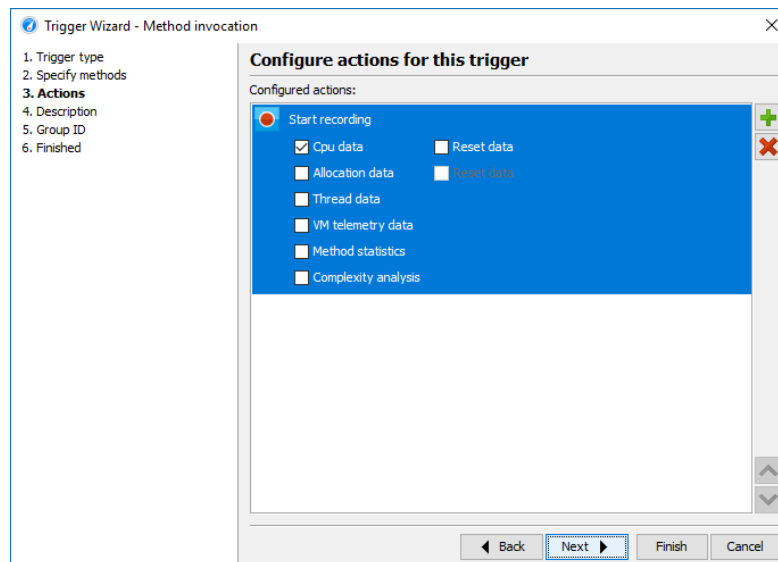 Trigger Wizard - Method invocation
1. Trigger type
2. Specify methods
3. Actions
4. Description
5. Group ID
6. Finished
Configure actions for this trigger
Configured actions:
Start recording
Cpu data Reset data
Allocation data Reset data
Thread data
VM telemetry data
Method statistics
Complexity analysis
Back Next Finish Cancel